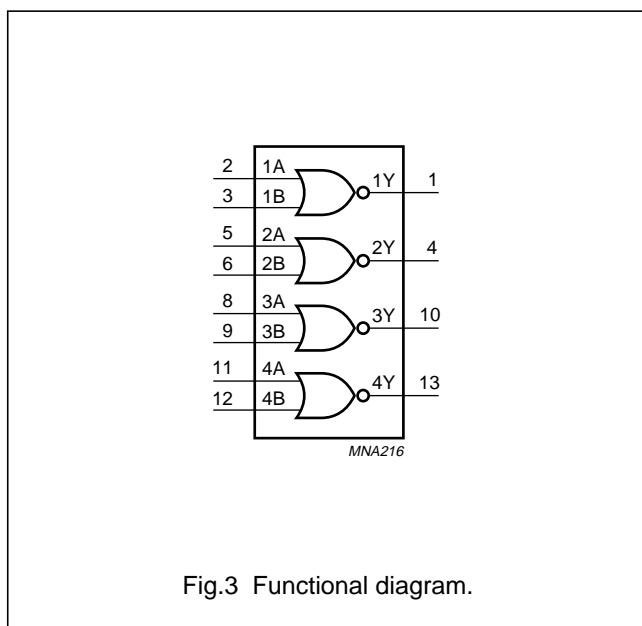 2 1A 1Y 1
3 1B
5 2A 2Y 4
6 2B
8 3A 3Y 10
9 3B
11 4A 4Y 13
12 4B
MNA216
Fig.3 Functional diagram.